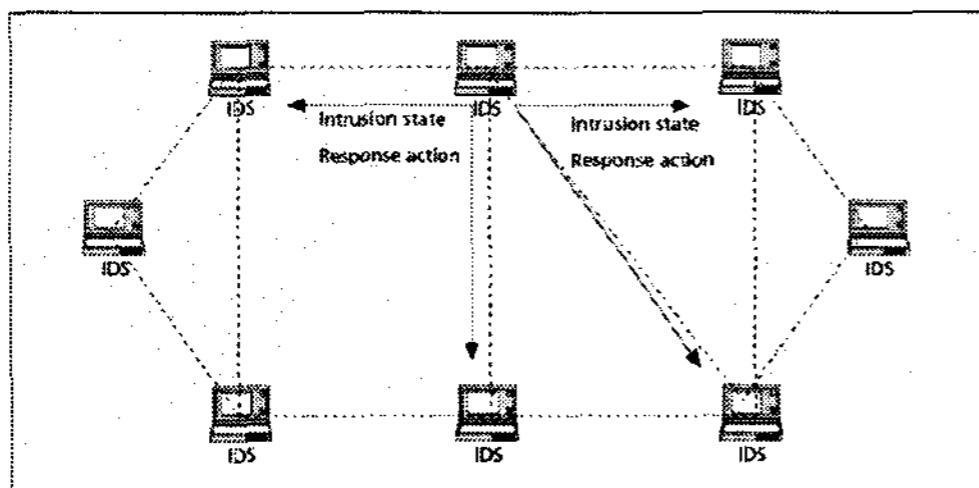 IDS
IDS
IDS
Intrusion state
Response action
Intrusion state
Response action
IDS
IDS
IDS
IDS
IDS